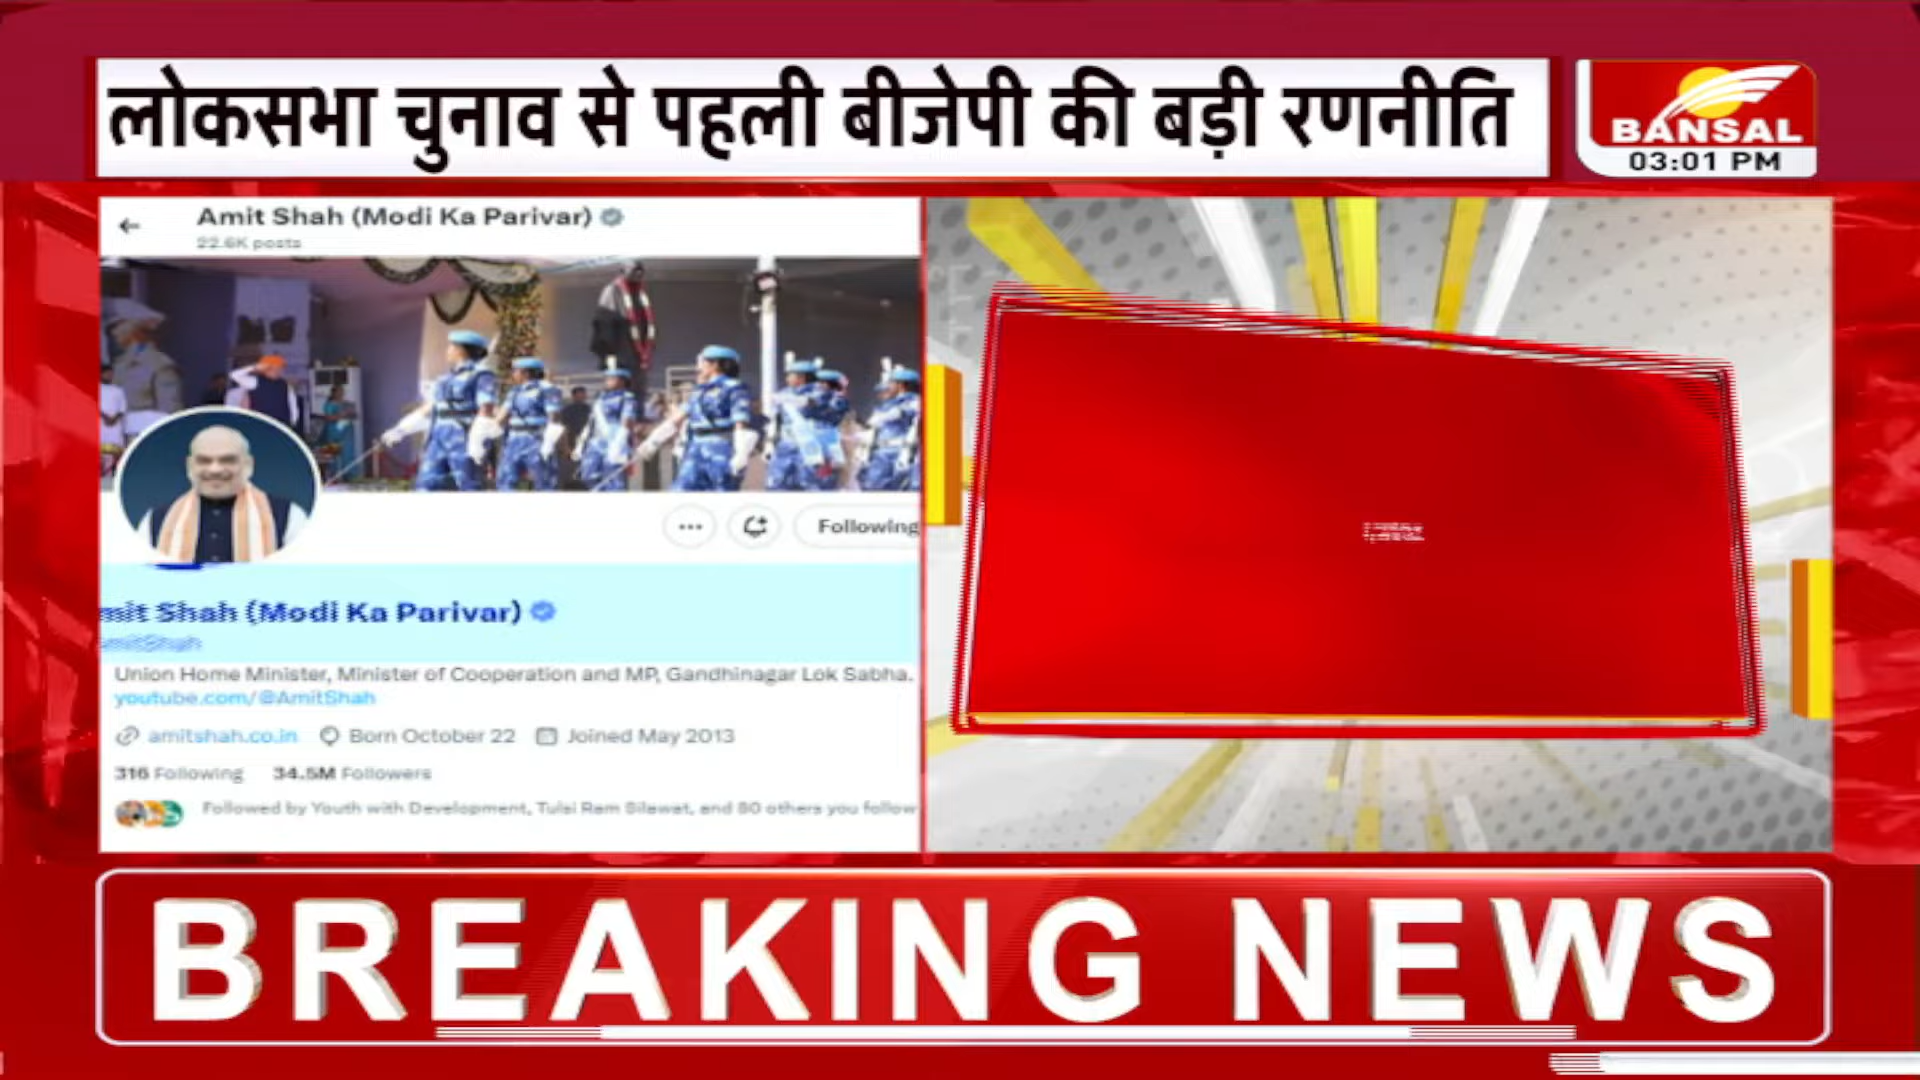 लोकसभा चुनाव से पहली बीजेपी की बड़ी रणनीति
BANSAL
03:01 PM
Amit Shah (Modi Ka Parivar)
22.6K posts
Following
mit Shah (Modi Ka Parivar)
Union Home Minister, Minister of Cooperation and MP, Gandhinagar Lok Sabha.
youtube.com/@AmitShah
amitshah.co.in Born October 22 Joined May 2013
316 Following 34.5M Followers
Followed by Youth with Development, Tulsi Ram Silawat, and 80 others you follow
BREAKING NEWS